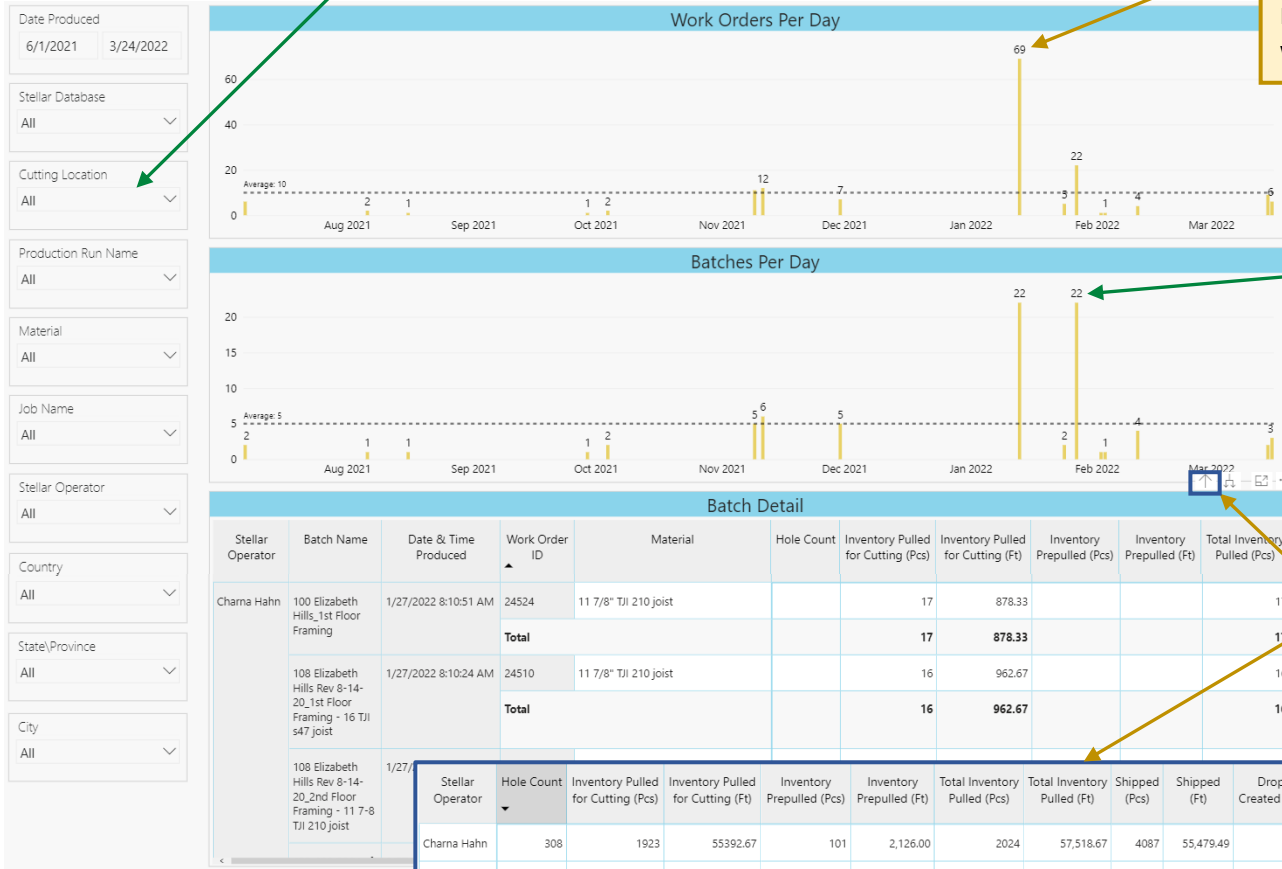 Date Produced
6/1/2021 3/24/2022
Stellar Database
All
Cutting Location
All
Production Run Name
All
Material
All
Job Name
All
Stellar Operator
All
Country
All
State\Province
All
City
All
Work Orders Per Day
69
60
40
22
20
Average: 10
12
7
6
5
4
2 1 1 2 1
0
Aug 2021 Sep 2021 Oct 2021 Nov 2021 Dec 2021 Jan 2022 Feb 2022 Mar 2022
Batches Per Day
22 22
20
15
10
Average: 5
5
2 1 1 1 2 5 6 5 2 1 4 3
0
Aug 2021 Sep 2021 Oct 2021 Nov 2021 Dec 2021 Jan 2022 Feb 2022 Mar 2022
Batch Detail
Stellar Batch Name Date & Time Work Order Material Hole Count Inventory Pulled Inventory Pulled Inventory Inventory Total Inventory
Operator Produced ID for Cutting (Pcs) for Cutting (Ft) Prepulled (Pcs) Prepulled (Ft) Pulled (Pcs)
Charna Hahn 100 Elizabeth 1/27/2022 8:10:51 AM 24524 11 7/8" TJI 210 joist 17 878.33
Hills_1st Floor
Framing
Total 17 878.33
108 Elizabeth 1/27/2022 8:10:24 AM 24510 11 7/8" TJI 210 joist 16 962.67
Hills Rev 8-14-
20_1st Floor
Framing - 16 TJI
s47 joist
Total 16 962.67
108 Elizabeth 1/27/
Hills Rev 8-14-
20_2nd Floor
Framing - 11 7-8
TJI 210 joist
Stellar Hole Count Inventory Pulled Inventory Pulled Inventory Inventory Total Inventory Total Inventory Shipped Shipped Drop
Operator for Cutting (Pcs) for Cutting (Ft) Prepulled (Pcs) Prepulled (Ft) Pulled (Pcs) Pulled (Ft) (Pcs) (Ft) Created
Charna Hahn 308 1923 55392.67 101 2,126.00 2024 57,518.67 4087 55,479.49